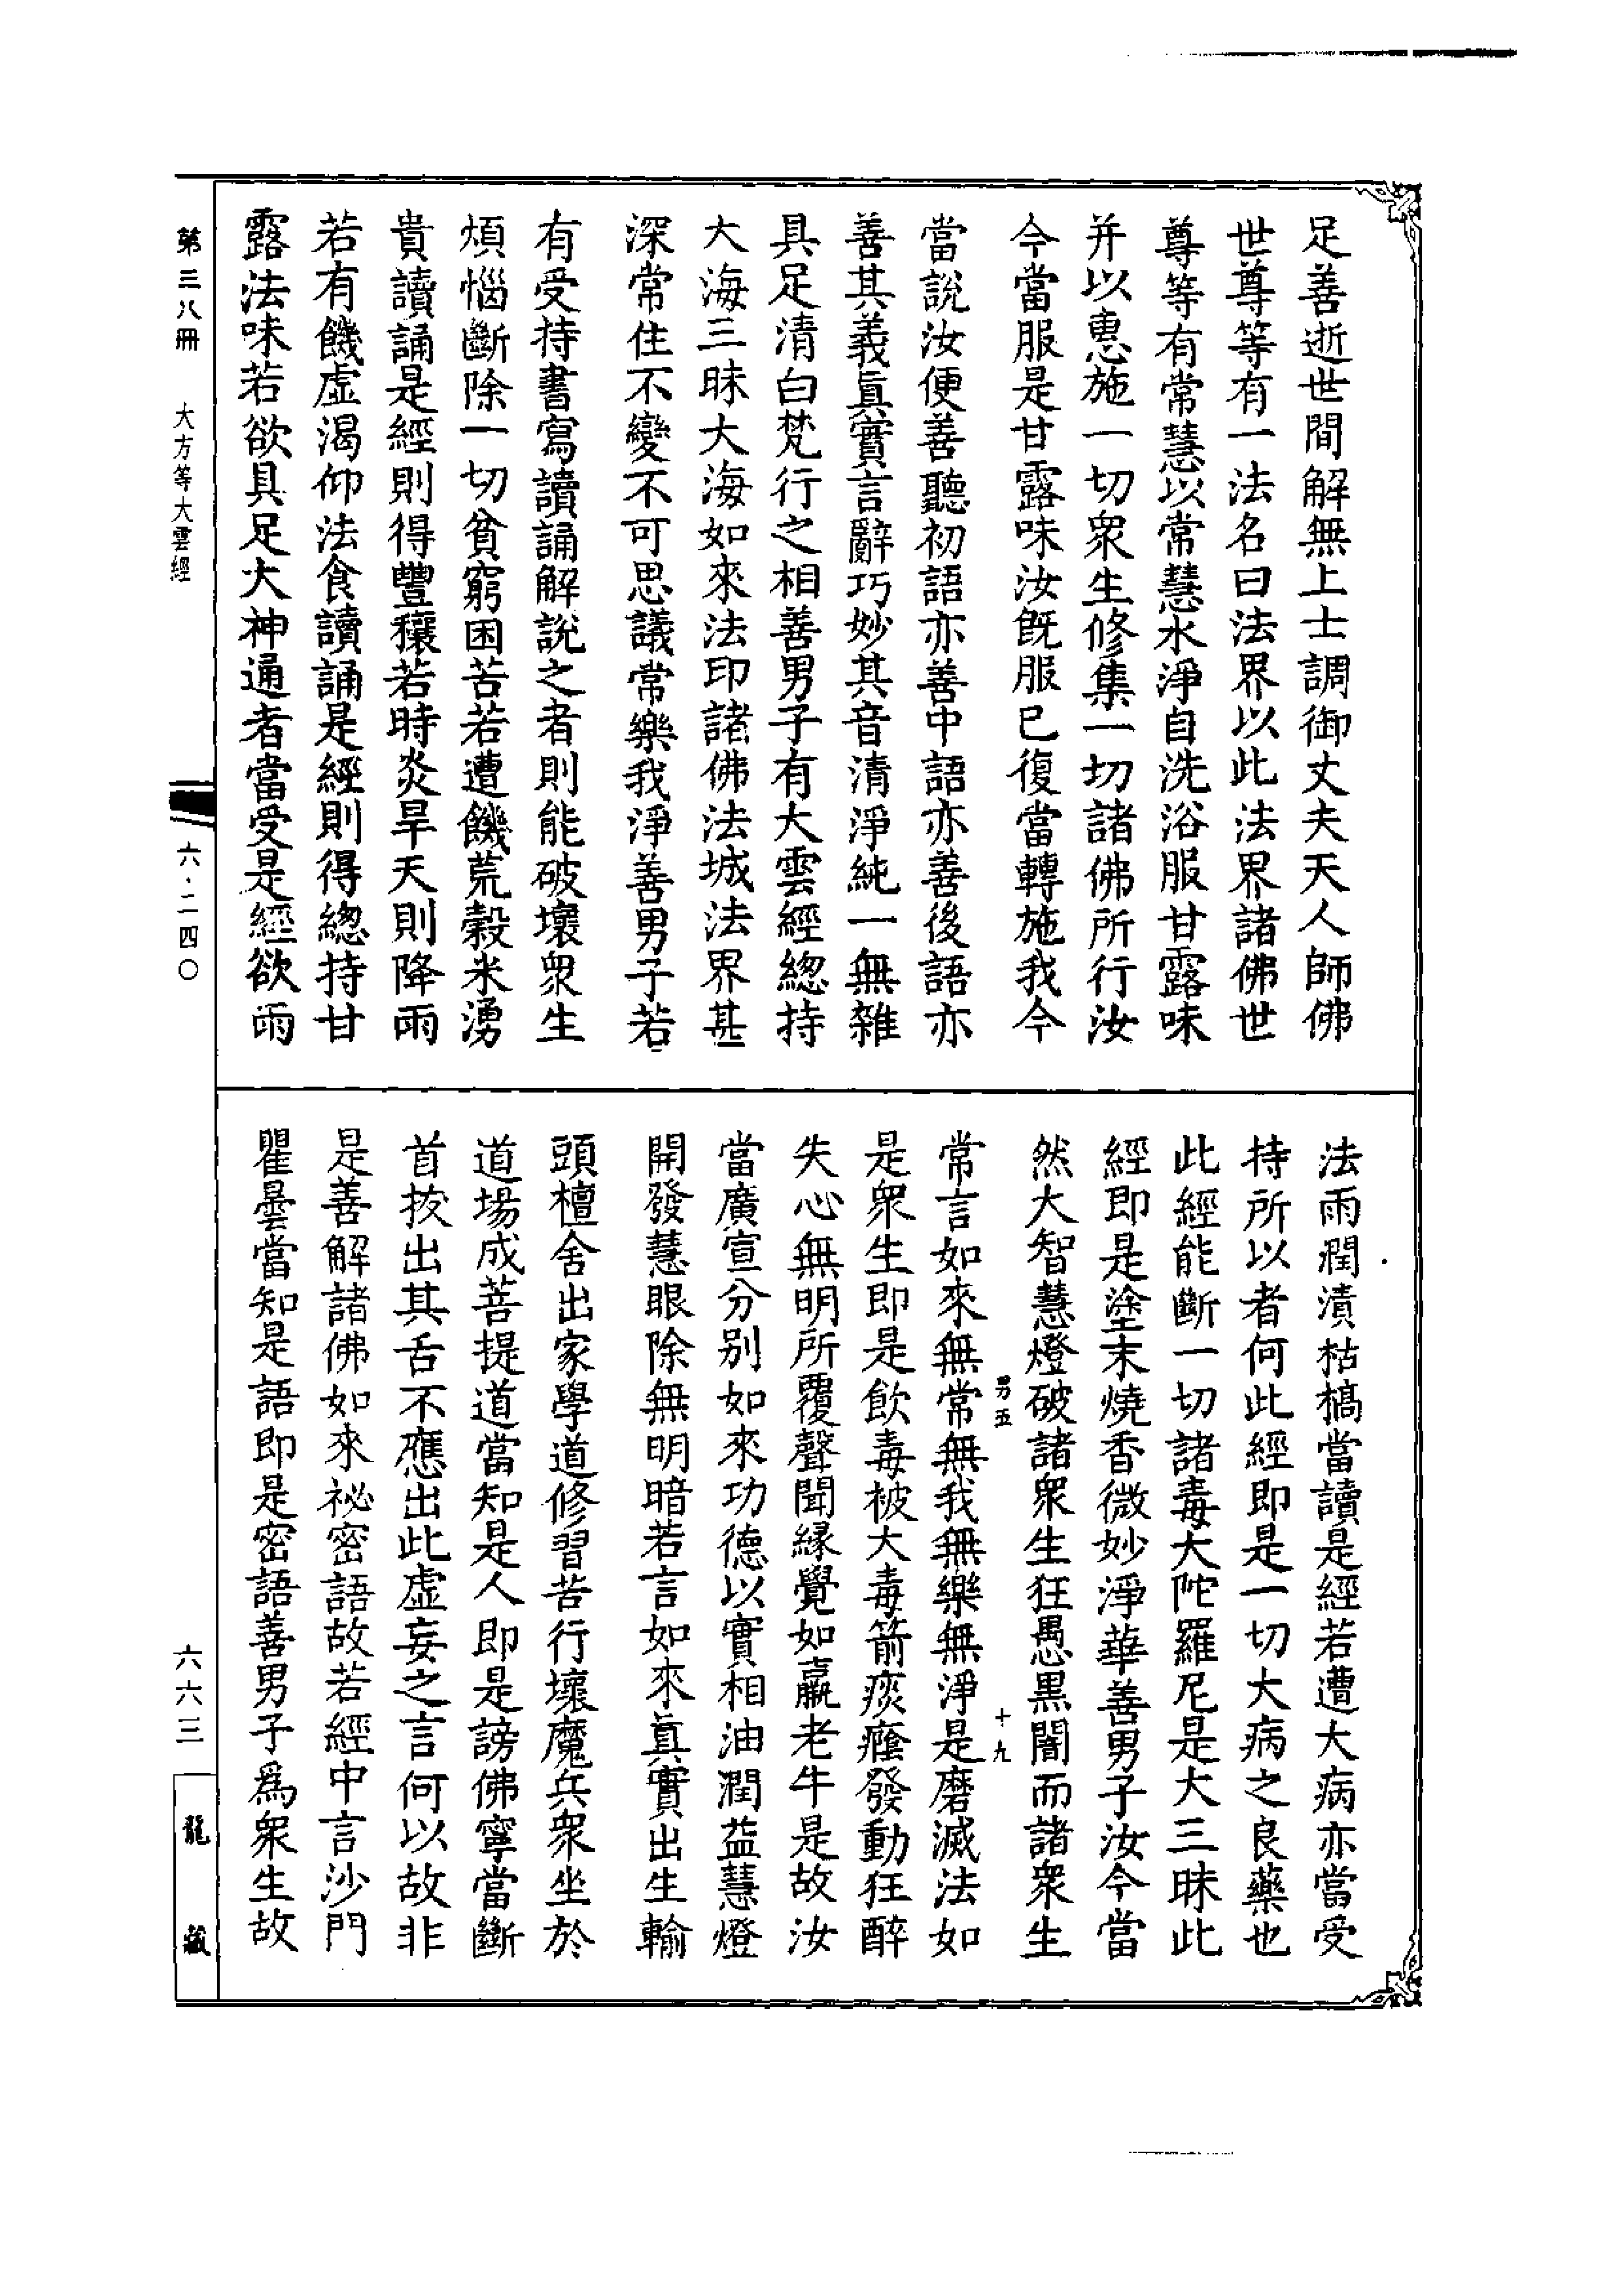 足善逝世間解無上士調御丈夫天人師佛
世尊等有一法名曰法界以此法界諸佛世
尊等有常慧以常慧水淨自洗浴服甘露味
并以惠施一切衆生修集一切諸佛所行汝
今當服是甘露味汝旣服已復當轉施我今
當說汝便善聽初語亦善中語亦善後語亦
善其義眞實言辭巧妙其音清淨純一無雜
具足清白梵行之相善男子有大雲經總持
大海三昧大海如來法印諸佛法城法界甚
深常住不變不可思議常樂我淨善男子若
有受持書寫讀誦解說之者則能破壞衆生
煩惱斷除一切貧窮困苦若遭饑荒穀米湧
貴讀誦是經則得豐穰若時炎旱天則降雨
若有饑虛渴仰法食讀誦是經則得總持甘
露法味若欲具足大神通者當受是經欲雨
法雨潤漬枯槁當讀是經若遭大病亦當受
持所以者何此經即是一切大病之良藥也
此經能斷一切諸毒大陀羅尼是大三昧此
經即是塗末燒香微妙淨華善男子汝今當
然大智慧燈破諸衆生狂愚黑闇而諸衆生
男五
十九
常言如來無常無我無樂無淨是磨滅法如
是衆生即是飲毒被大毒箭痰癊發動狂醉
失心無明所覆聲聞緣覺如羸老牛是故汝
當廣宣分別如來功德以實相油潤益慧燈
開發慧眼除無明暗若言如來眞實出生輸
頭檀舍出家學道修習苦行壞魔兵衆坐於
道場成菩提道當知是人即是謗佛寧當斷
首拔出其舌不應出此虛妄之言何以故非
是善解諸佛如來祕密語故若經中言沙門
瞿曇當知是語即是密語善男子爲衆生故
第三八冊
大方等大雲經
六·二四〇
六六三
龍藏